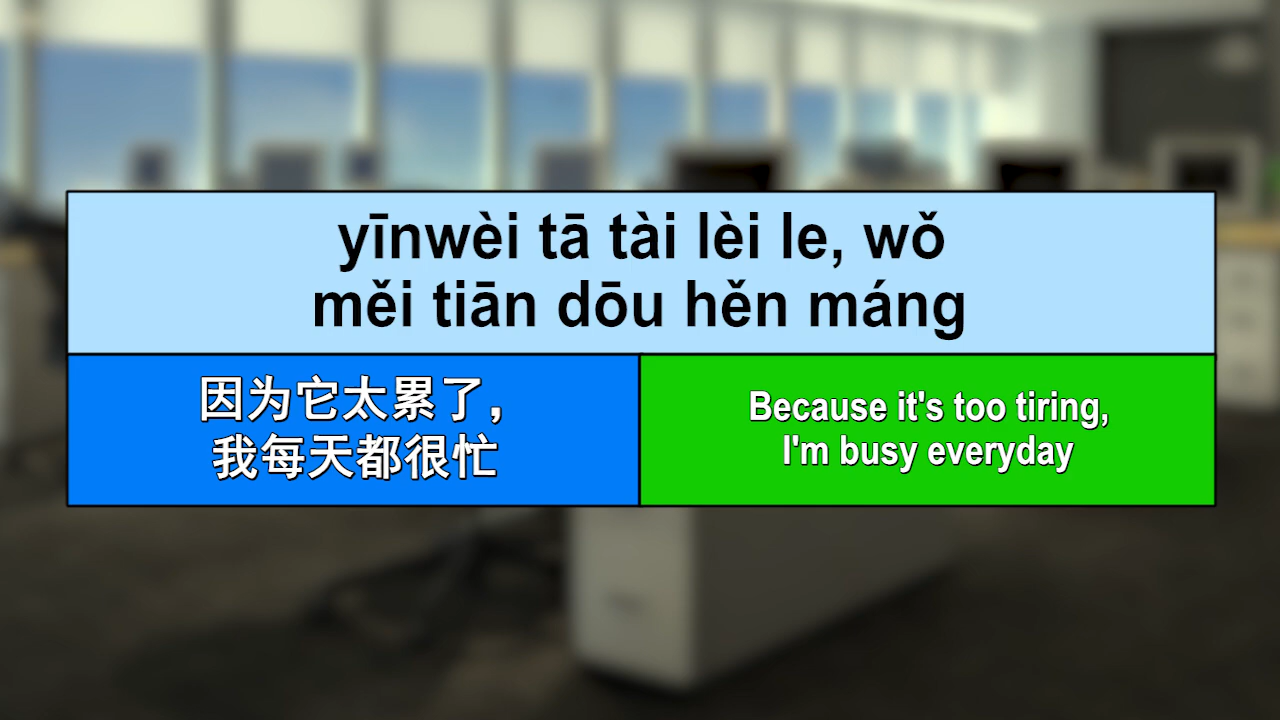 yīnwèi tā tài lèi le, wǒ
měi tiān dōu hěn máng
因为它太累了，
我每天都很忙
Because it's too tiring,
I'm busy everyday